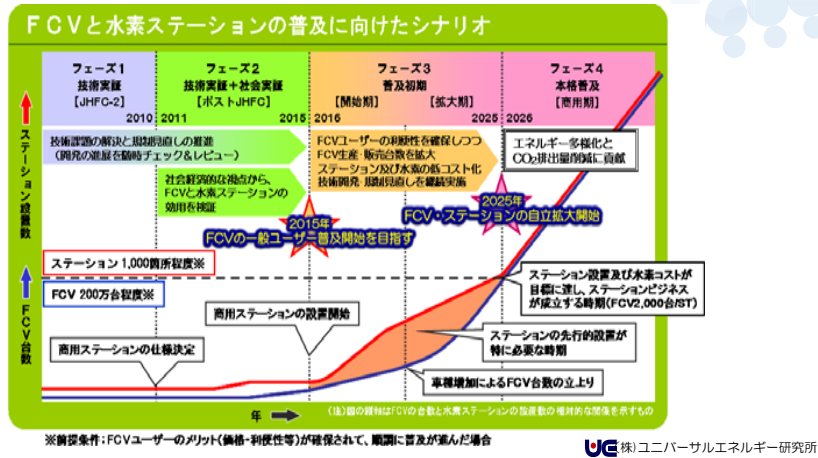 FCVと水素ステーションの普及に向けたシナリオ
フェーズ1
技術実証
【JHFC-2】
2010
フェーズ2
技術実証+社会実証
【ポストJHFC】
2011
2015
フェーズ3
普及初期
【開始期】
【拡大期】
2016
2025
フェーズ4
本格普及
【商用期】
2026
技術課題の解決と規制見直しの推進
(開発の進展を随時チェック&レビュー)
社会経済的な視点から、
FCVと水素ステーションの
効用を検証
FCVユーザーの利便性を確保しつつ
FCV生産・販売台数を拡大
ステーション及び水素の低コスト化
技術開発・規制見直しを継続実施
エネルギー多様化と
CO2排出量削減に貢献
2015年
FCVの一般ユーザー普及開始を目指す
2025年
FCV・ステーションの自立拡大開始
ステーション設置数
FCV台数
ステーション1,000箇所程度※
FCV 200万台程度※
商用ステーションの設置開始
商用ステーションの仕様決定
ステーション設置及び水素コストが
目標に達し、ステーションビジネス
が成立する時期(FCV2,000台/ST)
ステーションの先行的設置が
特に必要な時期
車種増加によるFCV台数の立上り
年
(注)図の縦軸はFCVの台数と水素ステーションの設置数の相対的な関係を示すもの
※前提条件:FCVユーザーのメリット(価格・利便性等)が確保されて、順調に普及が進んだ場合
UE (株)ユニバーサルエネルギー研究所